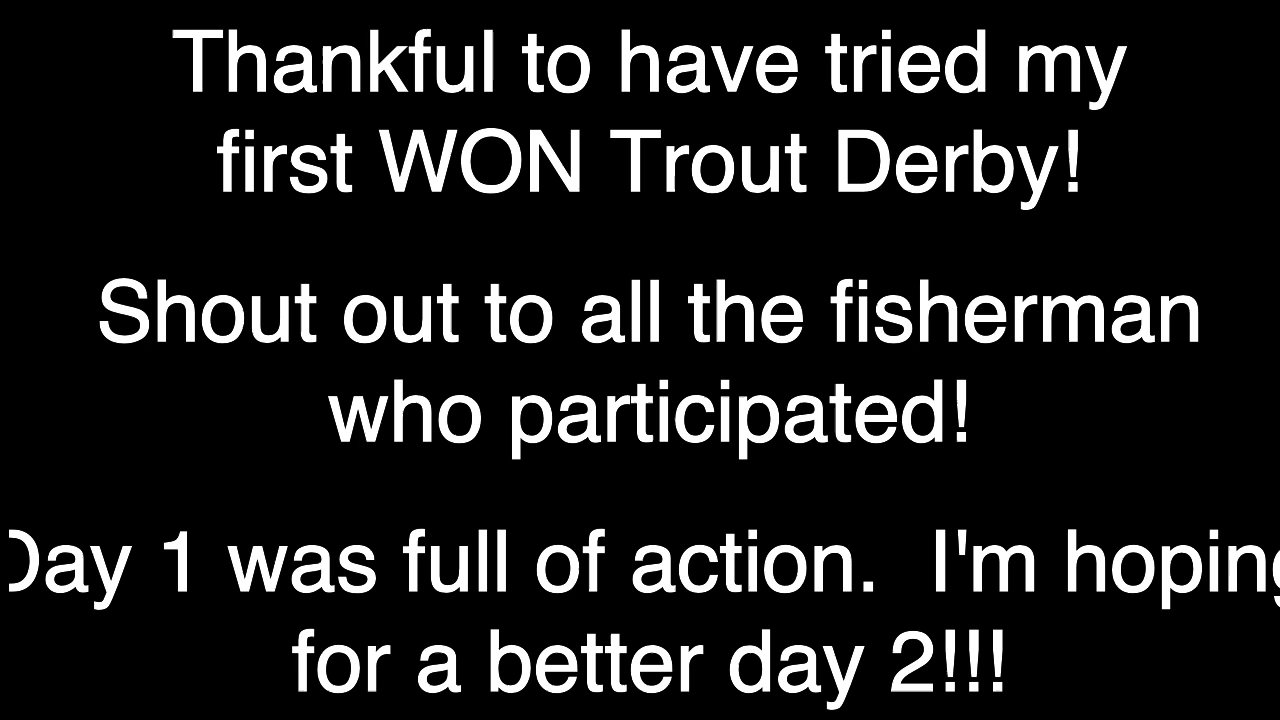 Thankful to have tried my
first WON Trout Derby!
Shout out to all the fisherman
who participated!
Day 1 was full of action.  I'm hoping
for a better day 2!!!